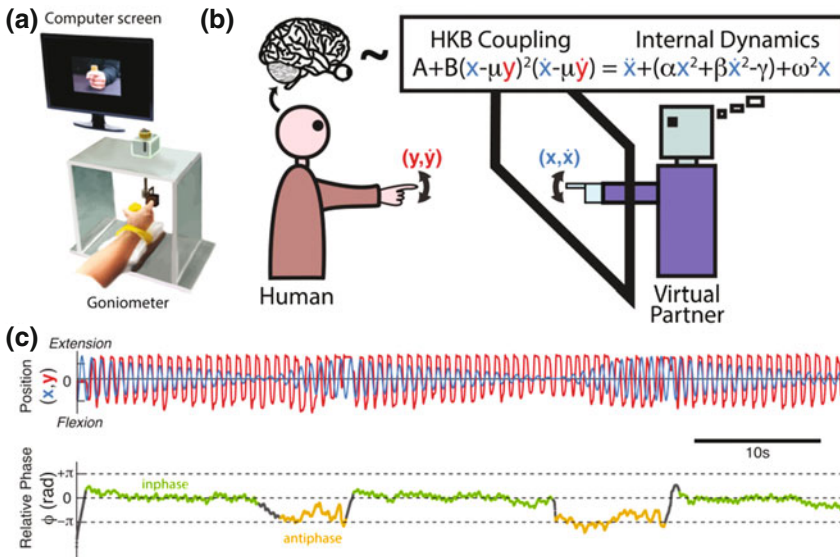 (a)
Computer screen
Goniometer
(b)
HKB Coupling
Internal Dynamics
A+B(x-μy)²(ẋ-μẏ) = ẍ+(αx²+βẋ²-γ)+ω²x
(y,ẏ)
(x,ẋ)
Human
Virtual
Partner
(c)
Extension
Position
(x,y)
0
Flexion
10s
Relative Phase
ϕ (rad)
+π
0
-π
inphase
antiphase